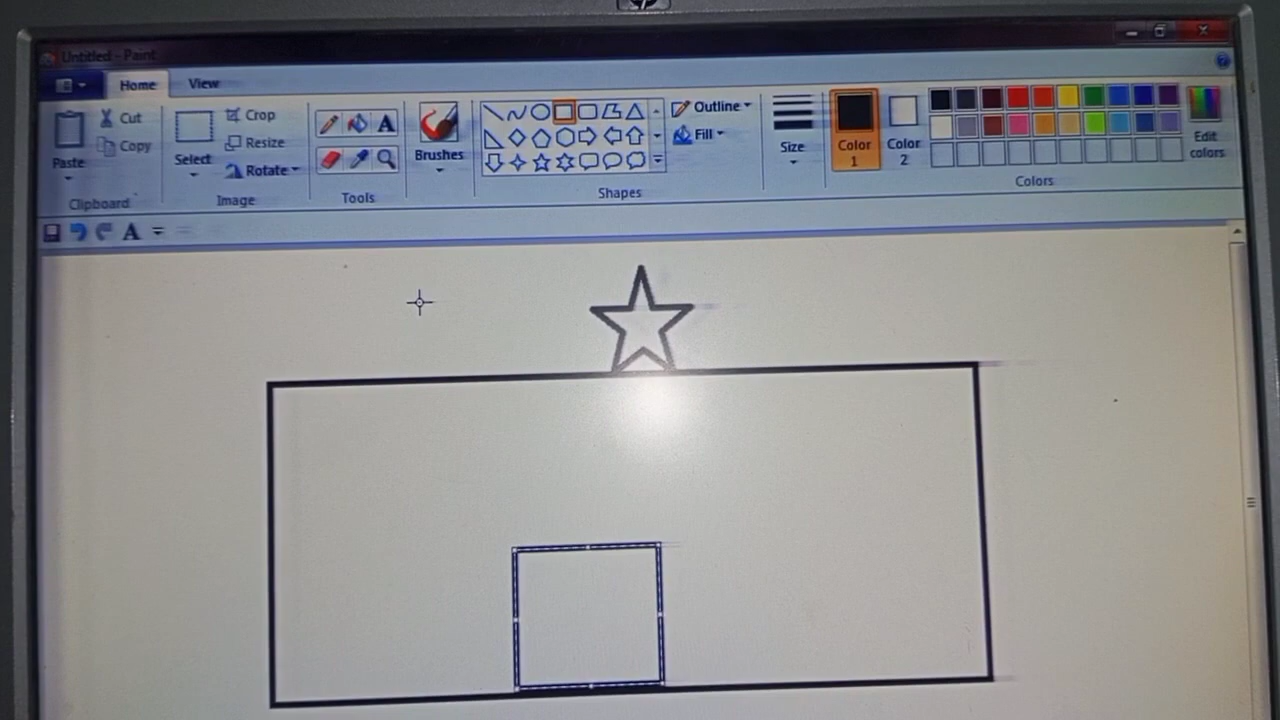 hp
Untitled - Paint
Home View
Paste
Cut
Copy
Clipboard
Select
Crop
Resize
Rotate
Image
A
Tools
Brushes
Shapes
Outline
Fill
Size
Color 1
Color 2
Edit colors
Colors
A